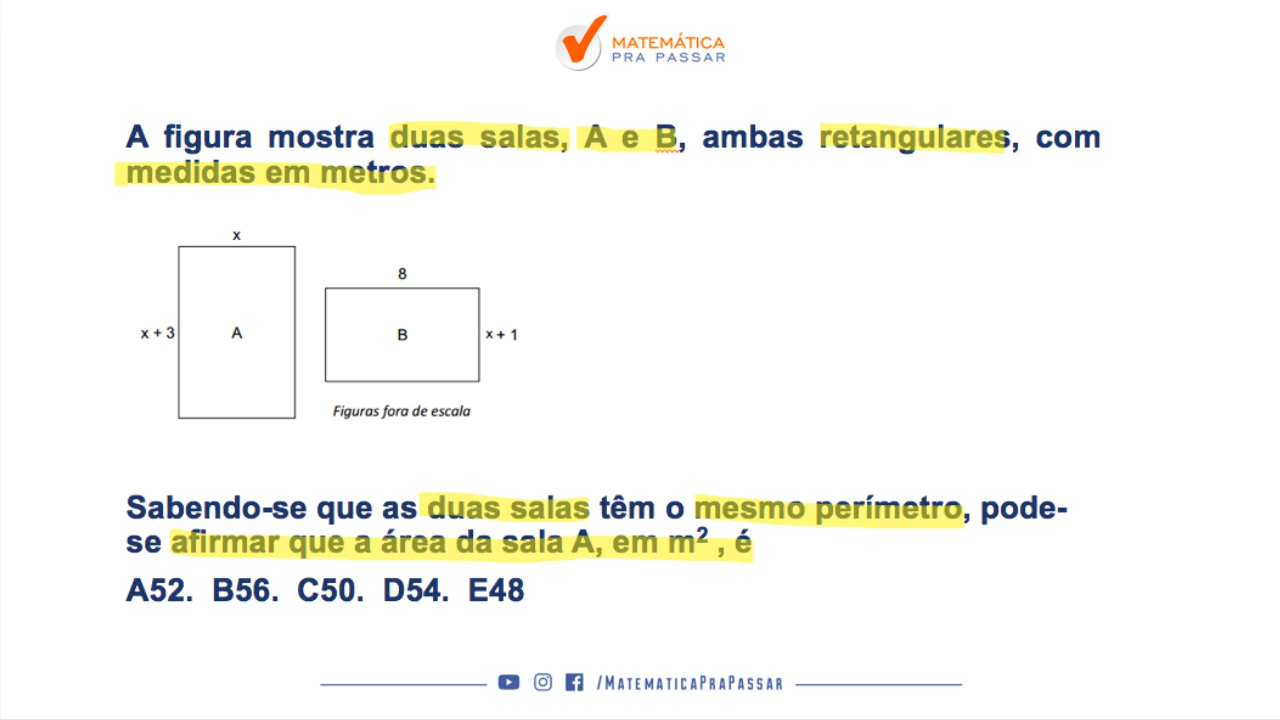 MATEMÁTICA
PRA PASSAR
A figura mostra duas salas, A e B, ambas retangulares, com
medidas em metros.
x
8
x + 3
A
B
x + 1
Figuras fora de escala
Sabendo-se que as duas salas têm o mesmo perímetro, pode-
se afirmar que a área da sala A, em m² , é
A52. B56. C50. D54. E48
/MATEMATICAPRAPASSAR